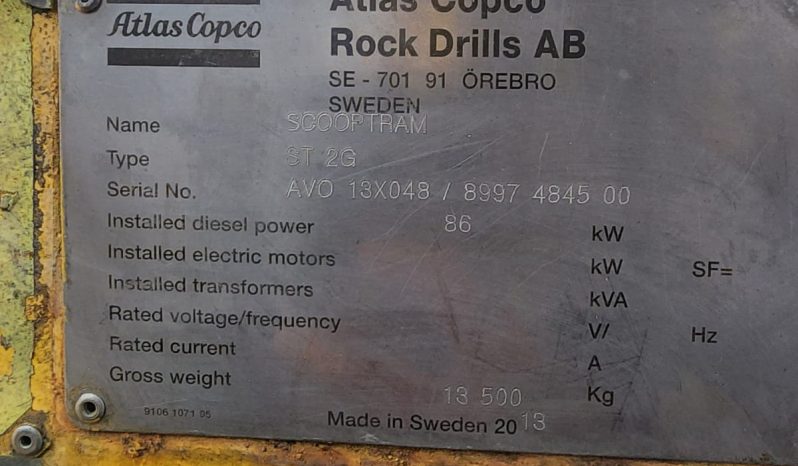 Atlas Copco
Atlas Copco
Rock Drills AB
SE - 701 91 ÖREBRO
SWEDEN
Name SCOOPTRAM
Type ST 2G
Serial No. AVO 13X048 / 8997 4845 00
Installed diesel power 86 kW
Installed electric motors kW SF=
Installed transformers kVA
Rated voltage/frequency V/ Hz
Rated current A
Gross weight 13 500 Kg
9106 1071 95
Made in Sweden 2013